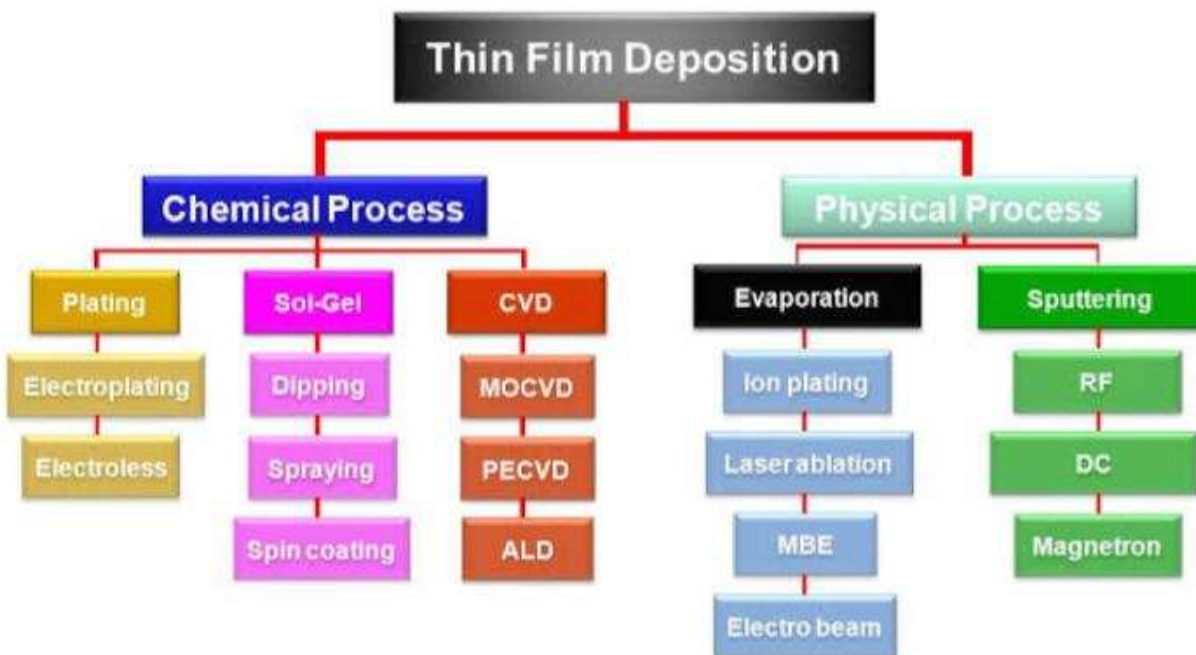 Thin Film Deposition
Chemical Process
Physical Process
Plating
Sol-Gel
CVD
Evaporation
Sputtering
Electroplating
Dipping
MOCVD
Ion plating
RF
Electroless
Spraying
PECVD
Laser ablation
DC
Spin coating
ALD
MBE
Magnetron
Electro beam